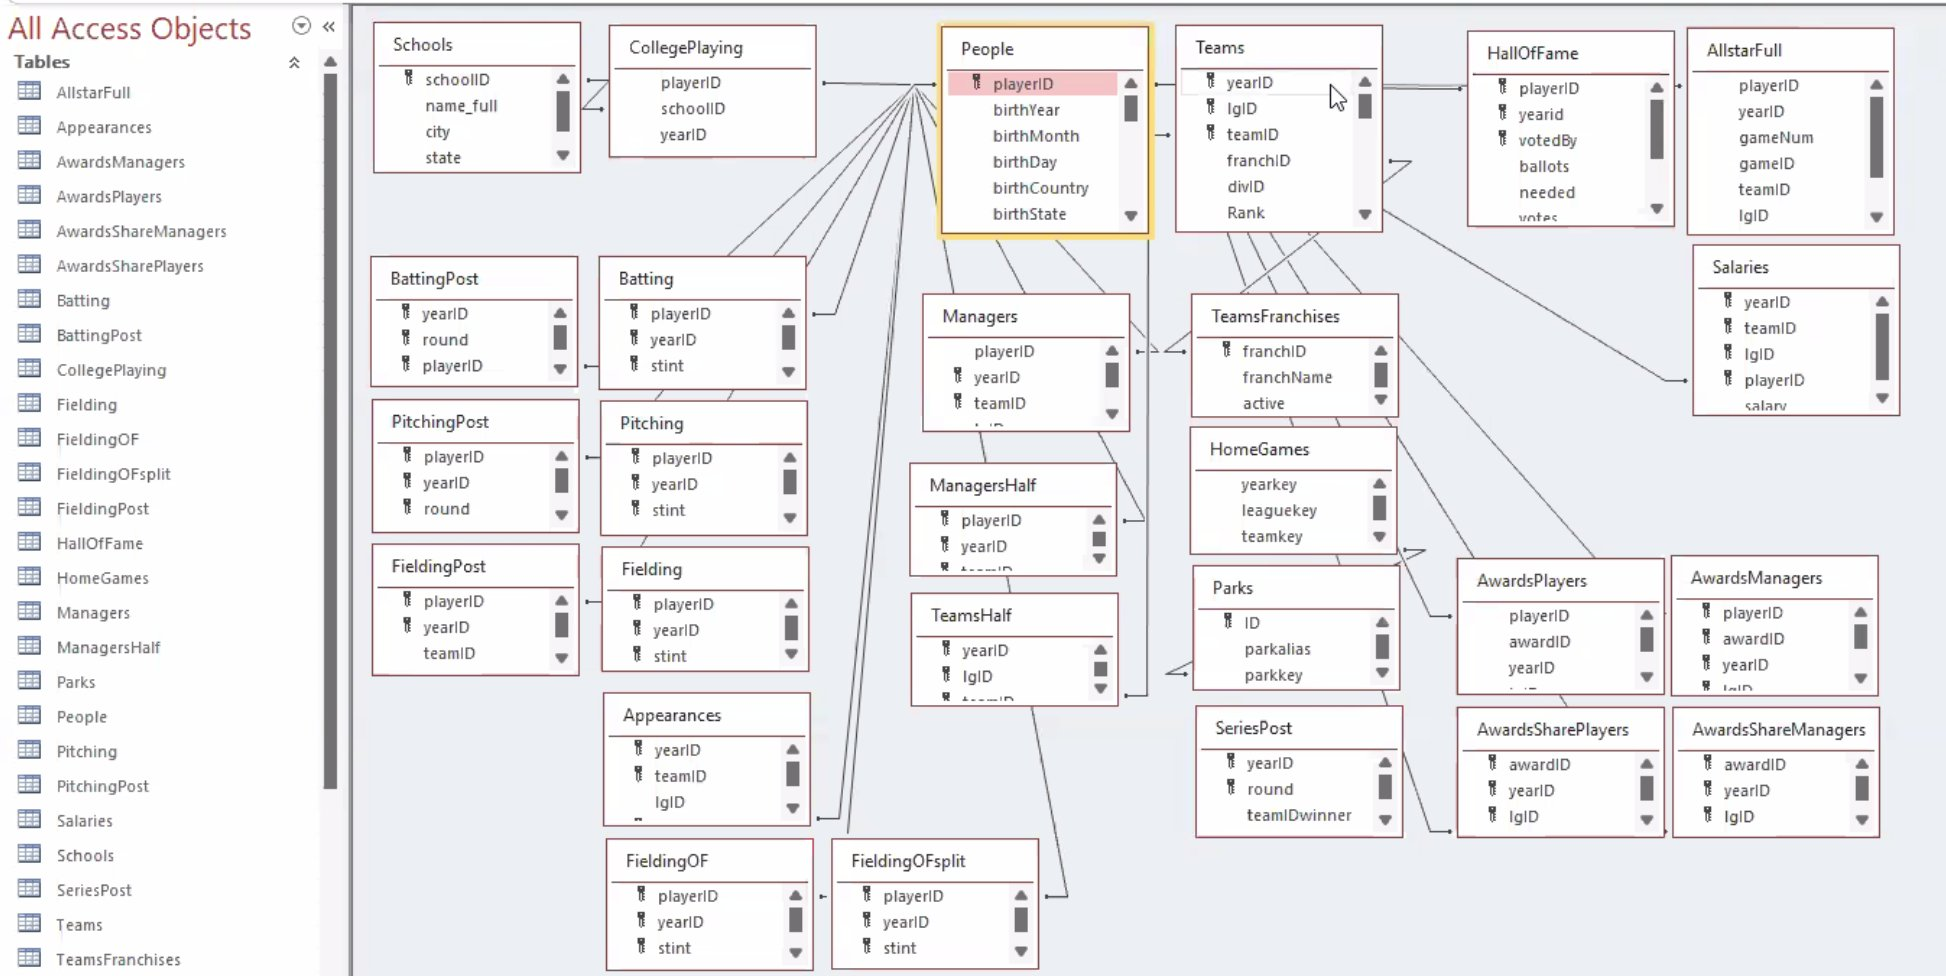 All Access Objects
Tables
AllstarFull
Appearances
AwardsManagers
AwardsPlayers
AwardsShareManagers
AwardsSharePlayers
Batting
BattingPost
CollegePlaying
Fielding
FieldingOF
FieldingOFsplit
FieldingPost
HallOfFame
HomeGames
Managers
ManagersHalf
Parks
People
Pitching
PitchingPost
Salaries
Schools
SeriesPost
Teams
TeamsFranchises
Schools
schoolID
name_full
city
state
CollegePlaying
playerID
schoolID
yearID
People
playerID
birthYear
birthMonth
birthDay
birthCountry
birthState
Teams
yearID
lgID
teamID
franchID
divID
Rank
HallOfFame
playerID
yearid
votedBy
ballots
needed
votes
AllstarFull
playerID
yearID
gameNum
gameID
teamID
lgID
Salaries
yearID
teamID
lgID
playerID
salary
BattingPost
yearID
round
playerID
Batting
playerID
yearID
stint
Managers
playerID
yearID
teamID
TeamsFranchises
franchID
franchName
active
PitchingPost
playerID
yearID
round
Pitching
playerID
yearID
stint
ManagersHalf
playerID
yearID
teamID
HomeGames
yearkey
leaguekey
teamkey
FieldingPost
playerID
yearID
teamID
Fielding
playerID
yearID
stint
TeamsHalf
yearID
lgID
teamID
Parks
ID
parkalias
parkkey
AwardsPlayers
playerID
awardID
yearID
AwardsManagers
playerID
awardID
yearID
lgID
Appearances
yearID
teamID
lgID
SeriesPost
yearID
round
teamIDwinner
AwardsSharePlayers
awardID
yearID
lgID
AwardsShareManagers
awardID
yearID
lgID
FieldingOF
playerID
yearID
stint
FieldingOFsplit
playerID
yearID
stint